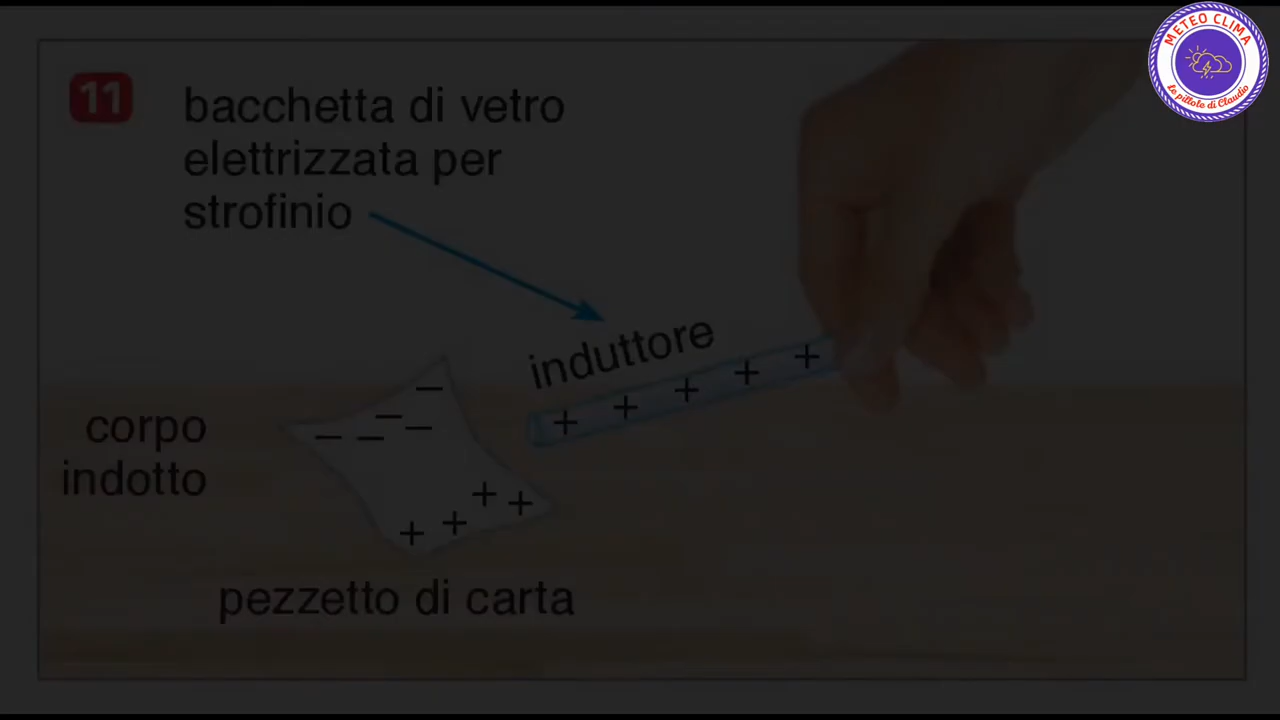 METEO CLIMA
Le pillole di Claudio
11
bacchetta di vetro
elettrizzata per
strofinio
induttore
+ + + + +
corpo
indotto
− − − − −
+ + + +
pezzetto di carta